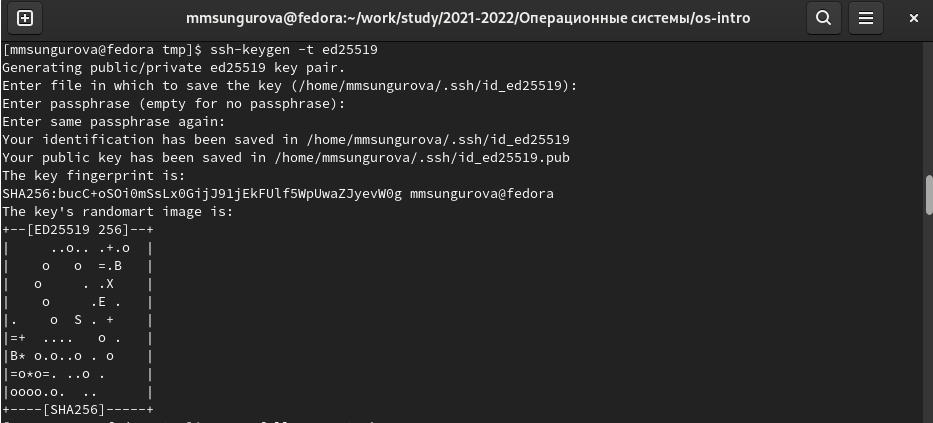 mmsungurova@fedora:~/work/study/2021-2022/Операционные системы/os-intro
[mmsungurova@fedora tmp]$ ssh-keygen -t ed25519
Generating public/private ed25519 key pair.
Enter file in which to save the key (/home/mmsungurova/.ssh/id_ed25519):
Enter passphrase (empty for no passphrase):
Enter same passphrase again:
Your identification has been saved in /home/mmsungurova/.ssh/id_ed25519
Your public key has been saved in /home/mmsungurova/.ssh/id_ed25519.pub
The key fingerprint is:
SHA256:bucC+oSOi0mSsLx0GijJ91jEkFUlf5WpUwaZJyevW0g mmsungurova@fedora
The key's randomart image is:
+--[ED25519 256]--+
|     ..o.. .+.o  |
|    o   o  =.B   |
|   o     . .X    |
|    o     .E .   |
|.    o  S . +    |
|=+  ....   o .   |
|B* o.o..o . o    |
|=o*o=. ..o .     |
|oooo.o.  ..      |
+----[SHA256]-----+